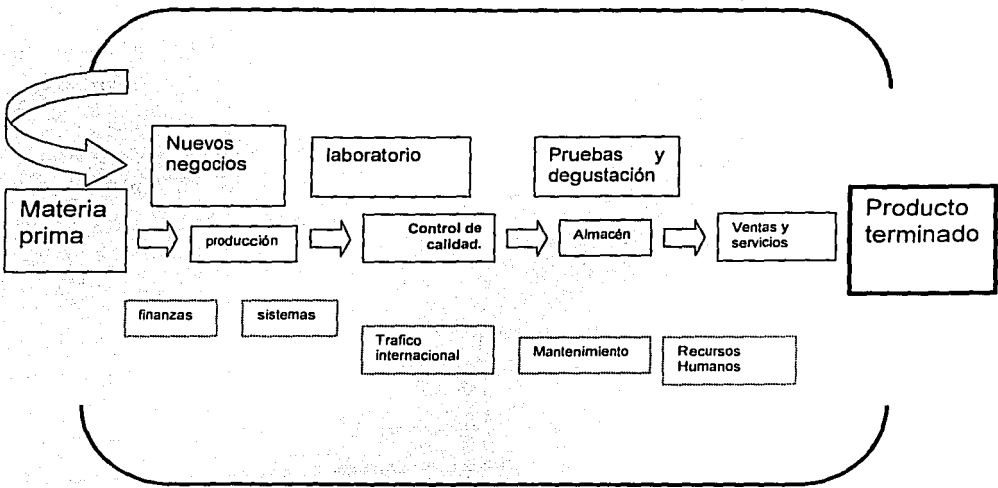 Nuevos
negocios
laboratorio
Pruebas y
degustación
Materia
prima
producción
Control de
calidad.
Almacén
Ventas y
servicios
Producto
terminado
finanzas
sistemas
Trafico
internacional
Mantenimiento
Recursos
Humanos